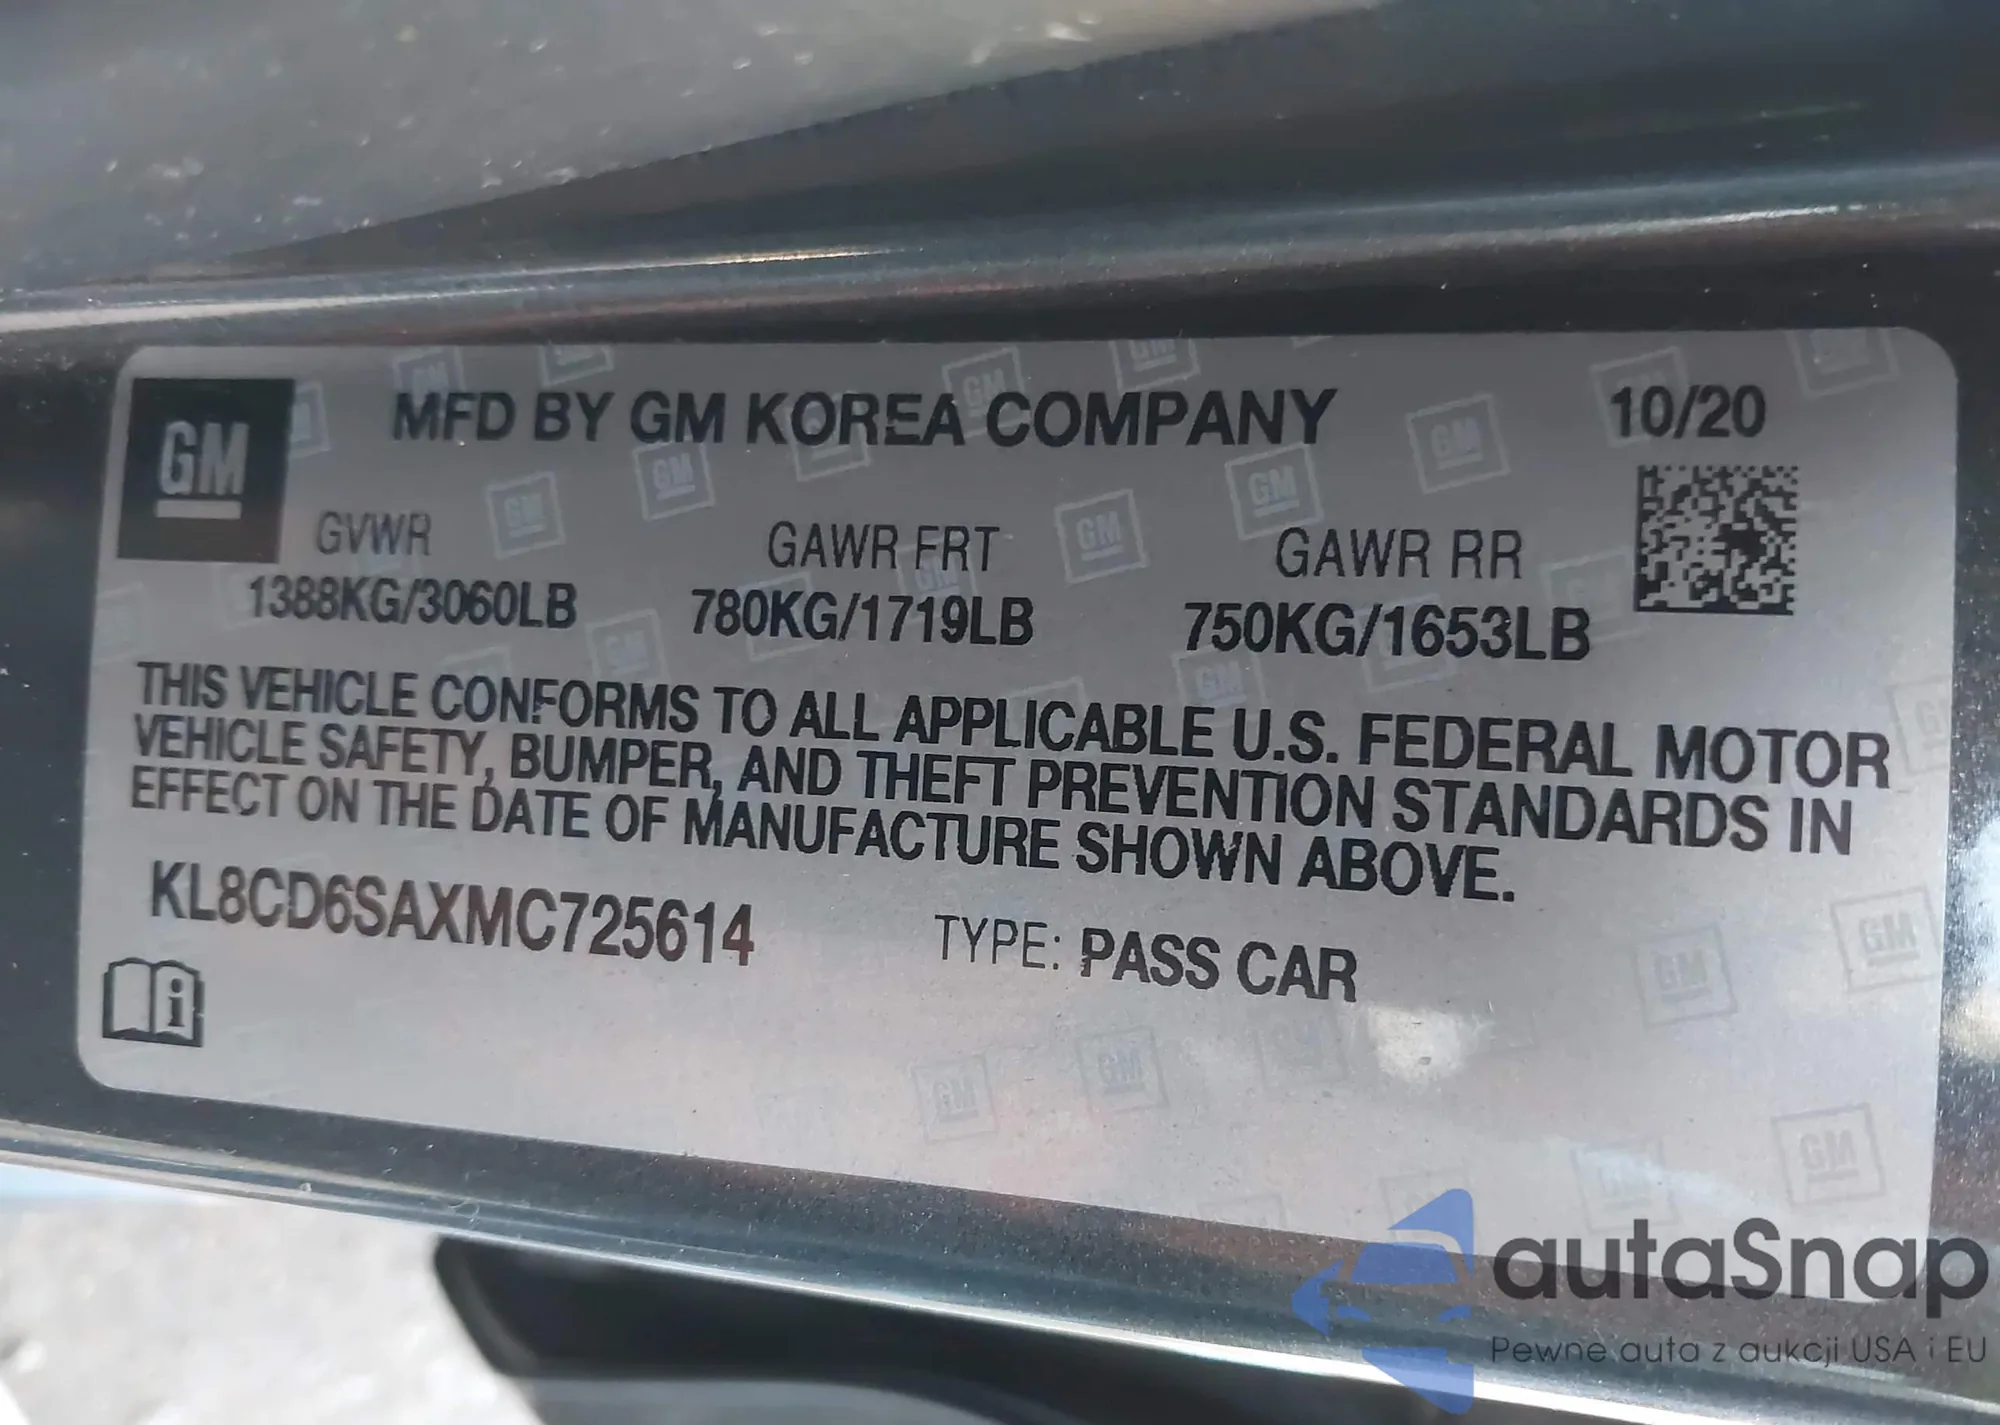 GM
MFD BY GM KOREA COMPANY 10/20
GVWR GAWR FRT GAWR RR
1388KG/3060LB 780KG/1719LB 750KG/1653LB
THIS VEHICLE CONFORMS TO ALL APPLICABLE U.S. FEDERAL MOTOR
VEHICLE SAFETY, BUMPER, AND THEFT PREVENTION STANDARDS IN
EFFECT ON THE DATE OF MANUFACTURE SHOWN ABOVE.
KL8CD6SAXMC725614 TYPE: PASS CAR
autaSnap
Pewne auta z aukcji USA i EU